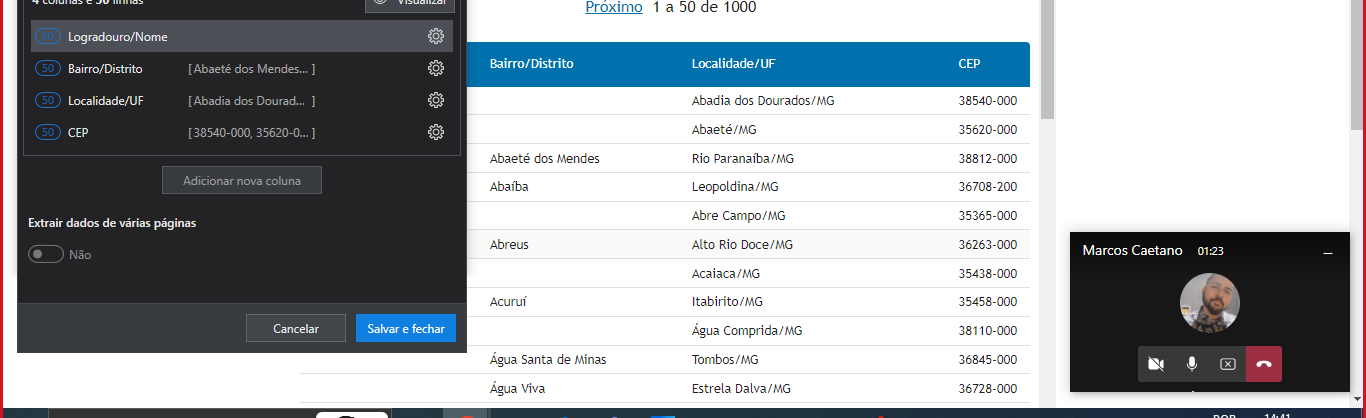 4 colunas e 50 linhas
Visualizar
50 Logradouro/Nome
50 Bairro/Distrito [Abaeté dos Mendes... ]
50 Localidade/UF [Abadia dos Dourad... ]
50 CEP [38540-000, 35620-0... ]
Adicionar nova coluna
Extrair dados de várias páginas
Não
Cancelar Salvar e fechar
Próximo 1 a 50 de 1000
Bairro/Distrito Localidade/UF CEP
Abadia dos Dourados/MG 38540-000
Abaeté/MG 35620-000
Abaeté dos Mendes Rio Paranaíba/MG 38812-000
Abaíba Leopoldina/MG 36708-200
Abre Campo/MG 35365-000
Abreus Alto Rio Doce/MG 36263-000
Acaiaca/MG 35438-000
Acuruí Itabirito/MG 35458-000
Água Comprida/MG 38110-000
Água Santa de Minas Tombos/MG 36845-000
Água Viva Estrela Dalva/MG 36728-000
Marcos Caetano 01:23
POR 14:41